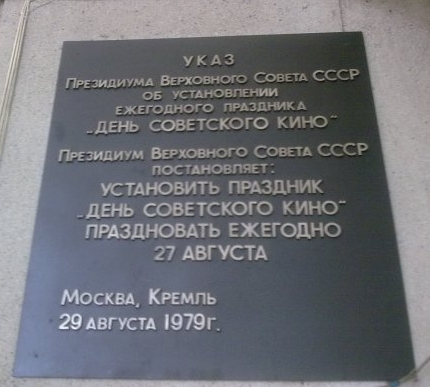 УКАЗ
ПРЕЗИДИУМА ВЕРХОВНОГО СОВЕТА СССР
ОБ УСТАНОВЛЕНИИ
ЕЖЕГОДНОГО ПРАЗДНИКА
„ДЕНЬ СОВЕТСКОГО КИНО"
ПРЕЗИДИУМ ВЕРХОВНОГО СОВЕТА СССР
ПОСТАНОВЛЯЕТ:
УСТАНОВИТЬ ПРАЗДНИК
„ДЕНЬ СОВЕТСКОГО КИНО"
ПРАЗДНОВАТЬ ЕЖЕГОДНО
27 АВГУСТА
МОСКВА, КРЕМЛЬ
29 АВГУСТА 1979г.